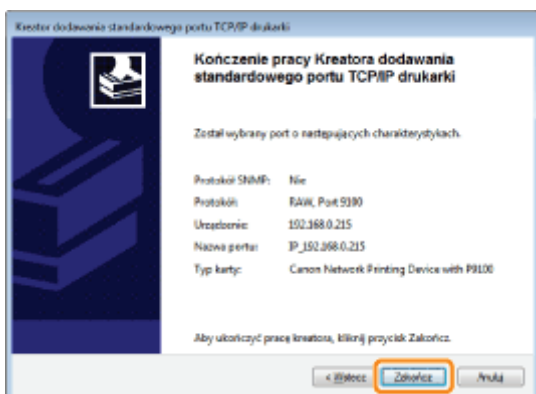 Kreator dodawania standardowego portu TCP/IP drukarki
Kończenie pracy Kreatora dodawania
standardowego portu TCP/IP drukarki
Został wybrany port o następujących charakterystykach.
Protokół SNMP: Nie
Protokół: RAW, Port 9100
Urządzenie: 192.168.0.215
Nazwa portu: IP_192.168.0.215
Typ karty: Canon Network Printing Device with P9100
Aby ukończyć pracę kreatora, kliknij przycisk Zakończ.
< Wstecz Zakończ Anuluj